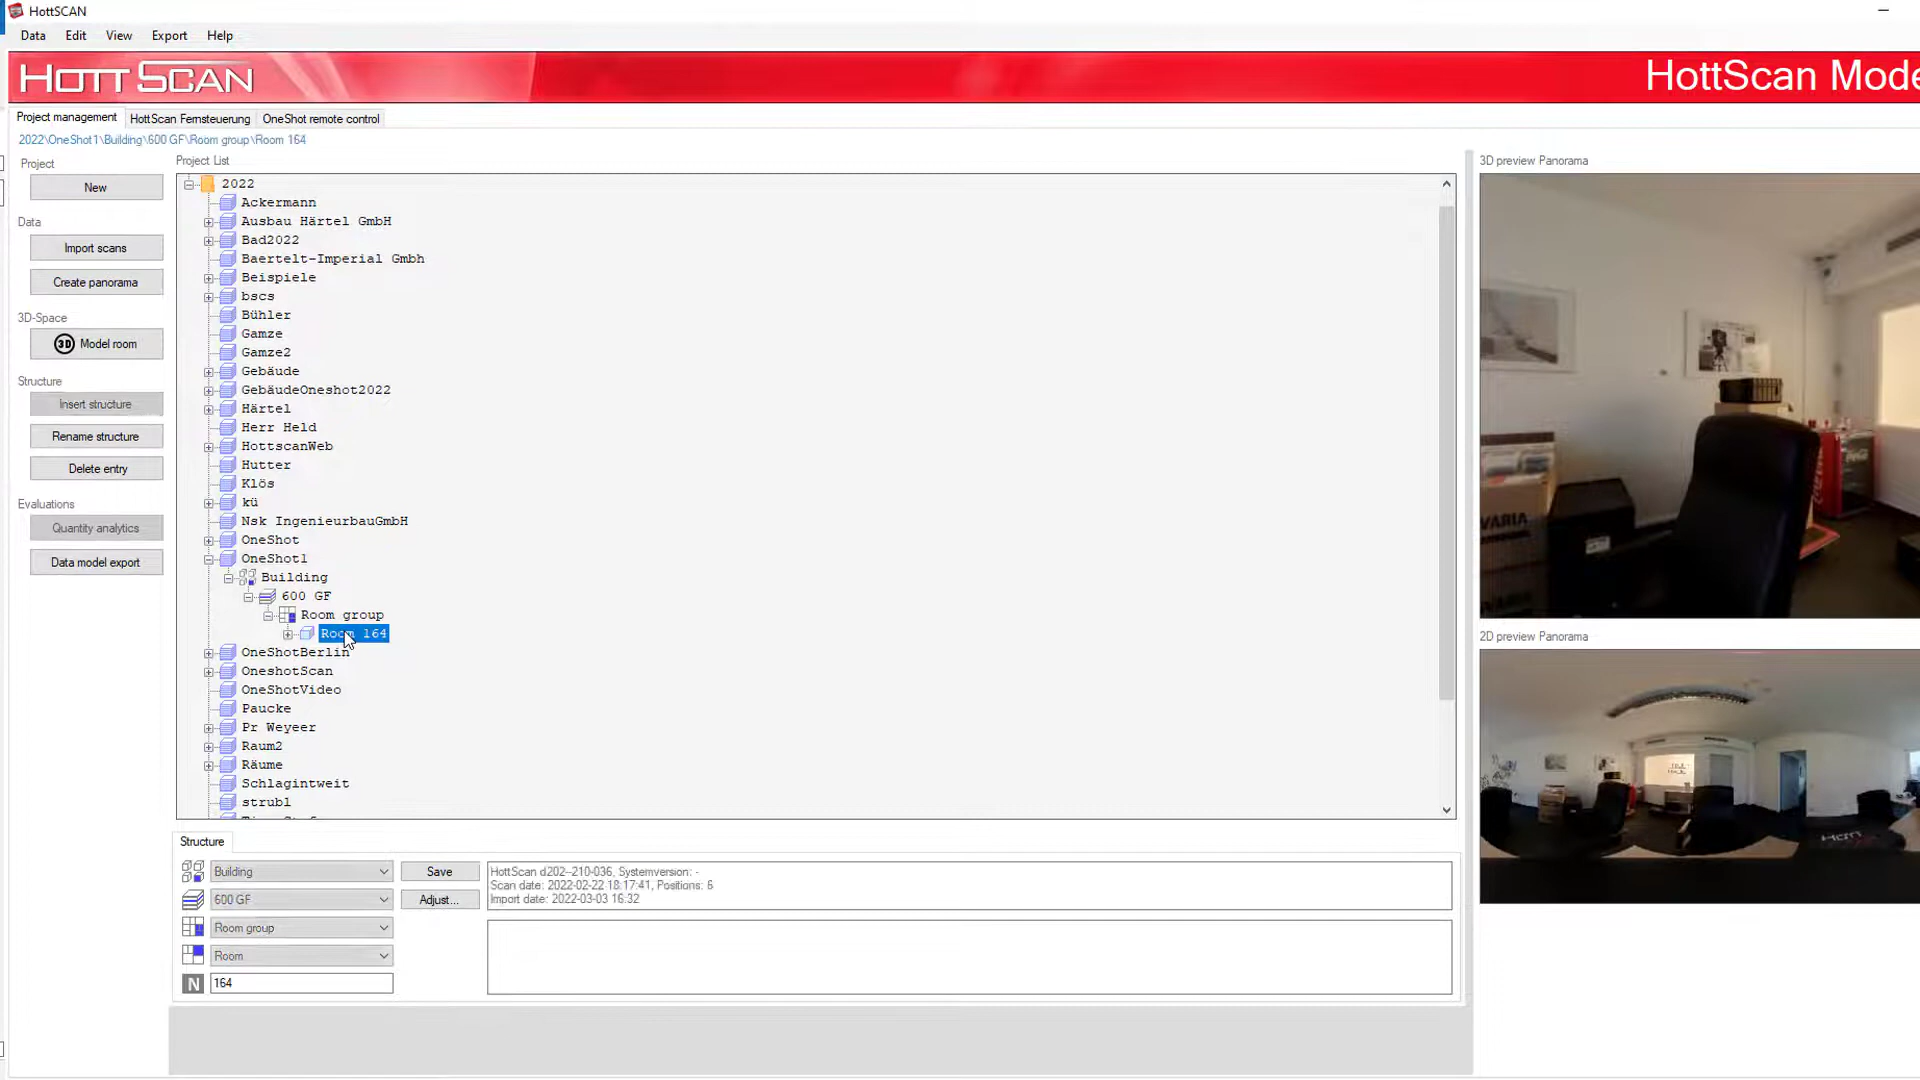 HottSCAN
Data Edit View Export Help
HOTT SCAN
HottScan Mode
Project management HottScan Fernsteuerung OneShot remote control
2022\OneShot1\Building\600 GF\Room group\Room 164
Project
Project List
3D preview Panorama
New
Data
Import scans
Create panorama
3D-Space
3D Model room
Structure
Insert structure
Rename structure
Delete entry
Evaluations
Quantity analytics
Data model export
2022
Ackermann
Ausbau Härtel GmbH
Bad2022
Baertelt-Imperial Gmbh
Beispiele
bscs
Bühler
Gamze
Gamze2
Gebäude
GebäudeOneshot2022
Härtel
Herr Held
HottscanWeb
Hutter
Klös
kü
Nsk IngenieurbauGmbH
OneShot
OneShot1
Building
600 GF
Room group
Room 164
OneShotBerlin
OneshotScan
OneShotVideo
Paucke
Pr Weyeer
Raum2
Räume
Schlagintweit
strubl
VARIA
Coca-Cola
2D preview Panorama
HOTT
Structure
Building
Save
600 GF
Adjust...
Room group
Room
N 164
HottScan d202--210-036, Systemversion: -
Scan date: 2022-02-22 18:17:41, Positions: 6
Import date: 2022-03-03 16:32